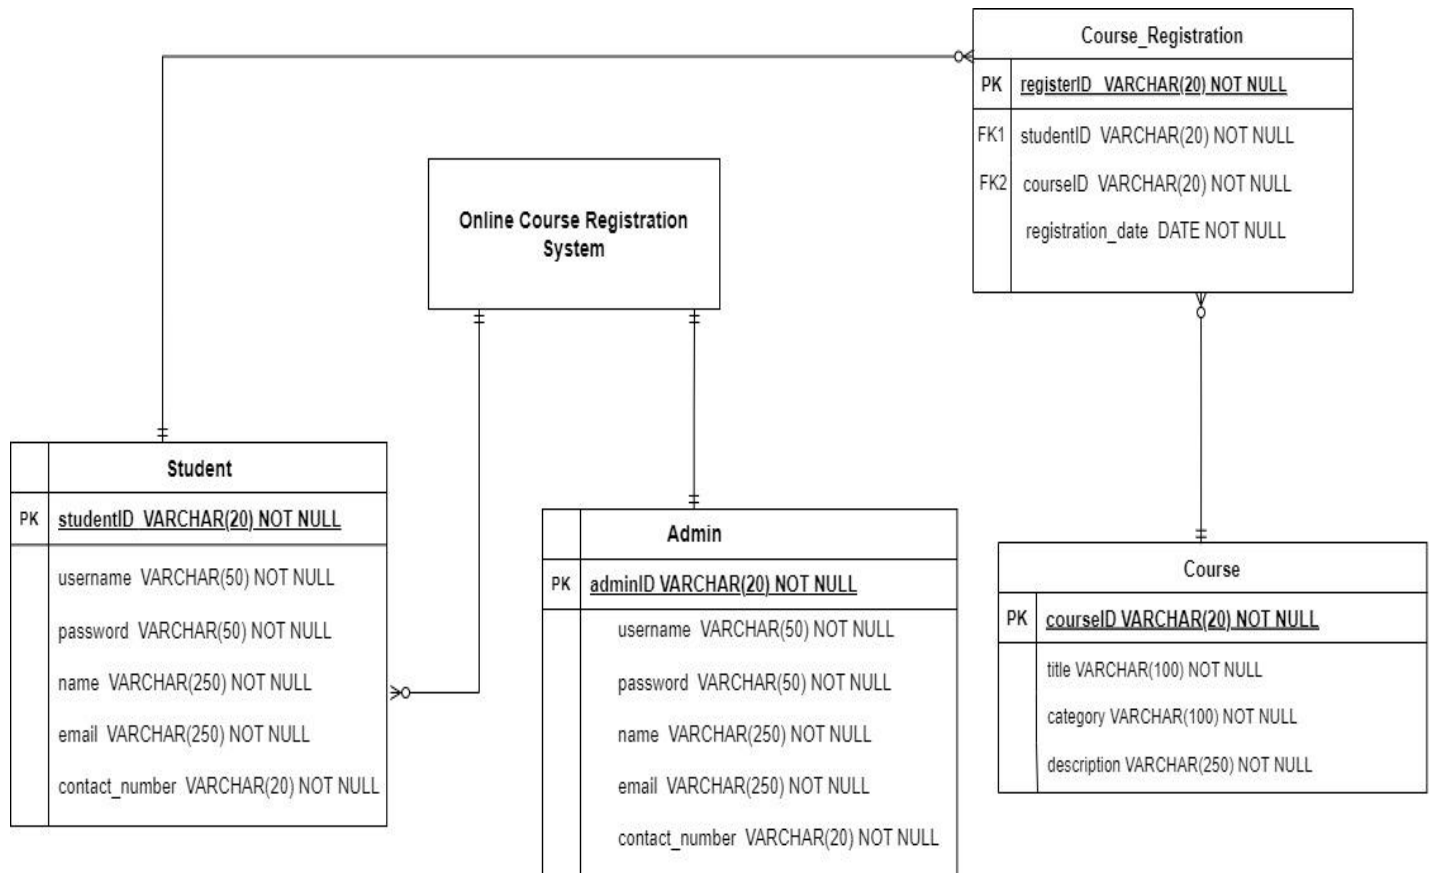 Course_Registration
PK registerID VARCHAR(20) NOT NULL
FK1 studentID VARCHAR(20) NOT NULL
FK2 courseID VARCHAR(20) NOT NULL
registration_date DATE NOT NULL
Online Course Registration
System
Student
PK studentID VARCHAR(20) NOT NULL
username VARCHAR(50) NOT NULL
password VARCHAR(50) NOT NULL
name VARCHAR(250) NOT NULL
email VARCHAR(250) NOT NULL
contact_number VARCHAR(20) NOT NULL
Admin
PK adminID VARCHAR(20) NOT NULL
username VARCHAR(50) NOT NULL
password VARCHAR(50) NOT NULL
name VARCHAR(250) NOT NULL
email VARCHAR(250) NOT NULL
contact_number VARCHAR(20) NOT NULL
Course
PK courseID VARCHAR(20) NOT NULL
title VARCHAR(100) NOT NULL
category VARCHAR(100) NOT NULL
description VARCHAR(250) NOT NULL